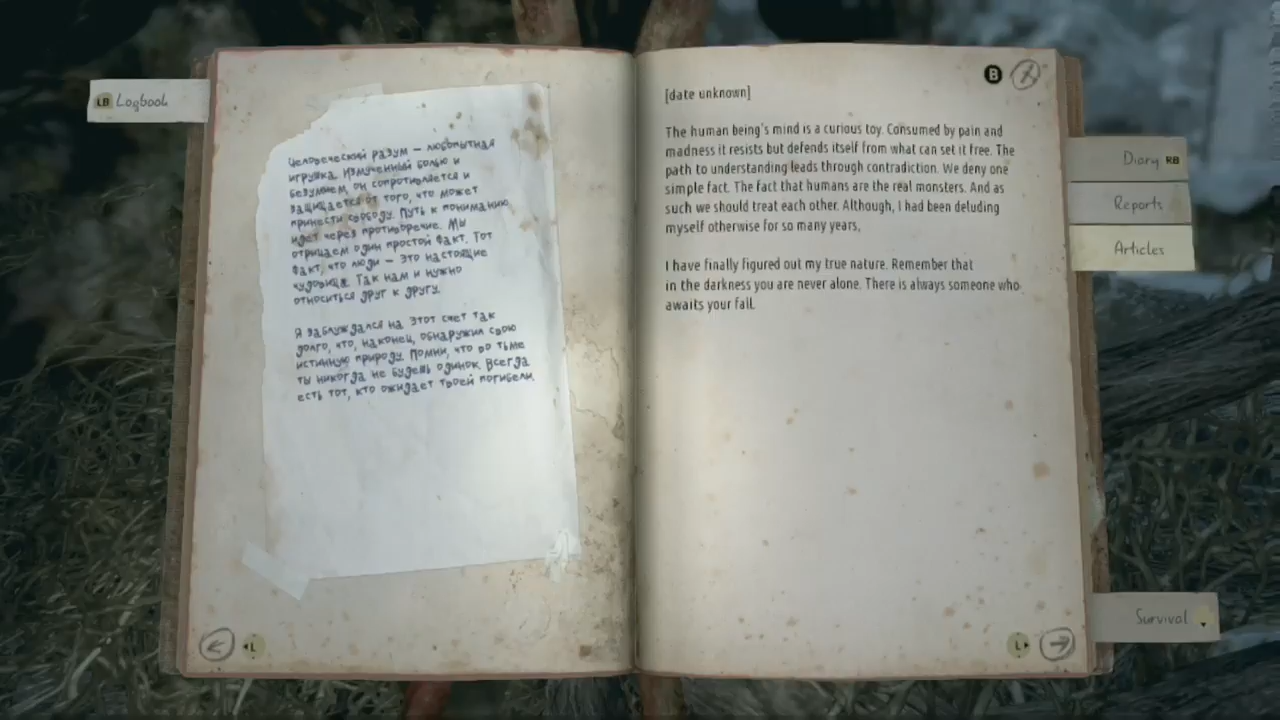 LB Logbook
Человеческий разум – любопытная
игрушка. Измученный болью и
безумием, он сопротивляется и
защищается от того, что может
принести свободу. Путь к пониманию
идет через противоречие. Мы
отрицаем один простой факт. Тот
факт, что люди – это настоящие
чудовища. Так нам и нужно
относиться друг к другу.
Я заблуждался на этот счет так
долго, что, наконец, обнаружил свою
истинную природу. Помни, что во тьме
ты никогда не будешь одинок. Всегда
есть тот, кто ожидает твоей погибели.
L
B
[date unknown]
The human being's mind is a curious toy. Consumed by pain and
madness it resists but defends itself from what can set it free. The
path to understanding leads through contradiction. We deny one
simple fact. The fact that humans are the real monsters. And as
such we should treat each other. Although, I had been deluding
myself otherwise for so many years,
I have finally figured out my true nature. Remember that
in the darkness you are never alone. There is always someone who
awaits your fall.
L
Diary RB
Reports
Articles
Survival